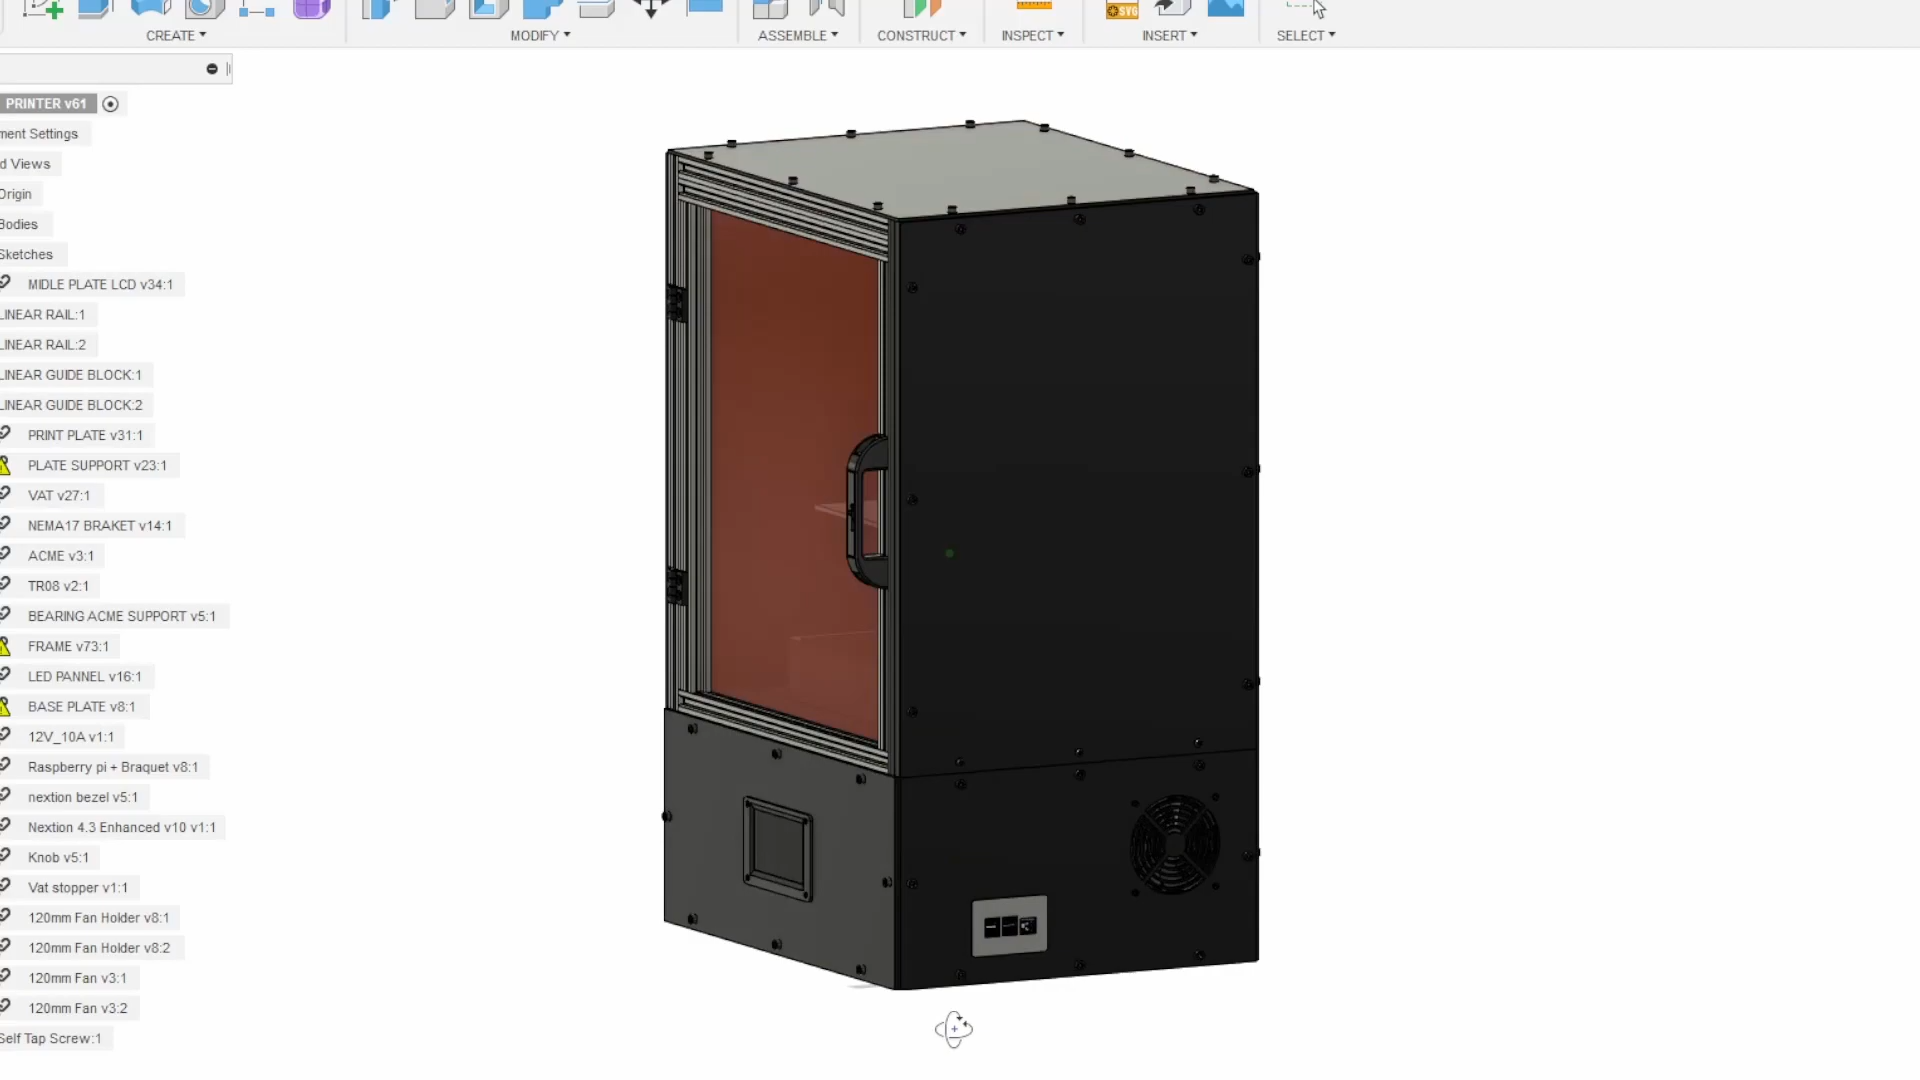 CREATE
MODIFY
ASSEMBLE
CONSTRUCT
INSPECT
SVG
INSERT
SELECT
PRINTER v61
ment Settings
d Views
Origin
Bodies
Sketches
MIDLE PLATE LCD v34:1
LINEAR RAIL:1
LINEAR RAIL:2
LINEAR GUIDE BLOCK:1
LINEAR GUIDE BLOCK:2
PRINT PLATE v31:1
PLATE SUPPORT v23:1
VAT v27:1
NEMA17 BRAKET v14:1
ACME v3:1
TR08 v2:1
BEARING ACME SUPPORT v5:1
FRAME v73:1
LED PANNEL v16:1
BASE PLATE v8:1
12V_10A v1:1
Raspberry pi + Braquet v8:1
nextion bezel v5:1
Nextion 4.3 Enhanced v10 v1:1
Knob v5:1
Vat stopper v1:1
120mm Fan Holder v8:1
120mm Fan Holder v8:2
120mm Fan v3:1
120mm Fan v3:2
Self Tap Screw:1